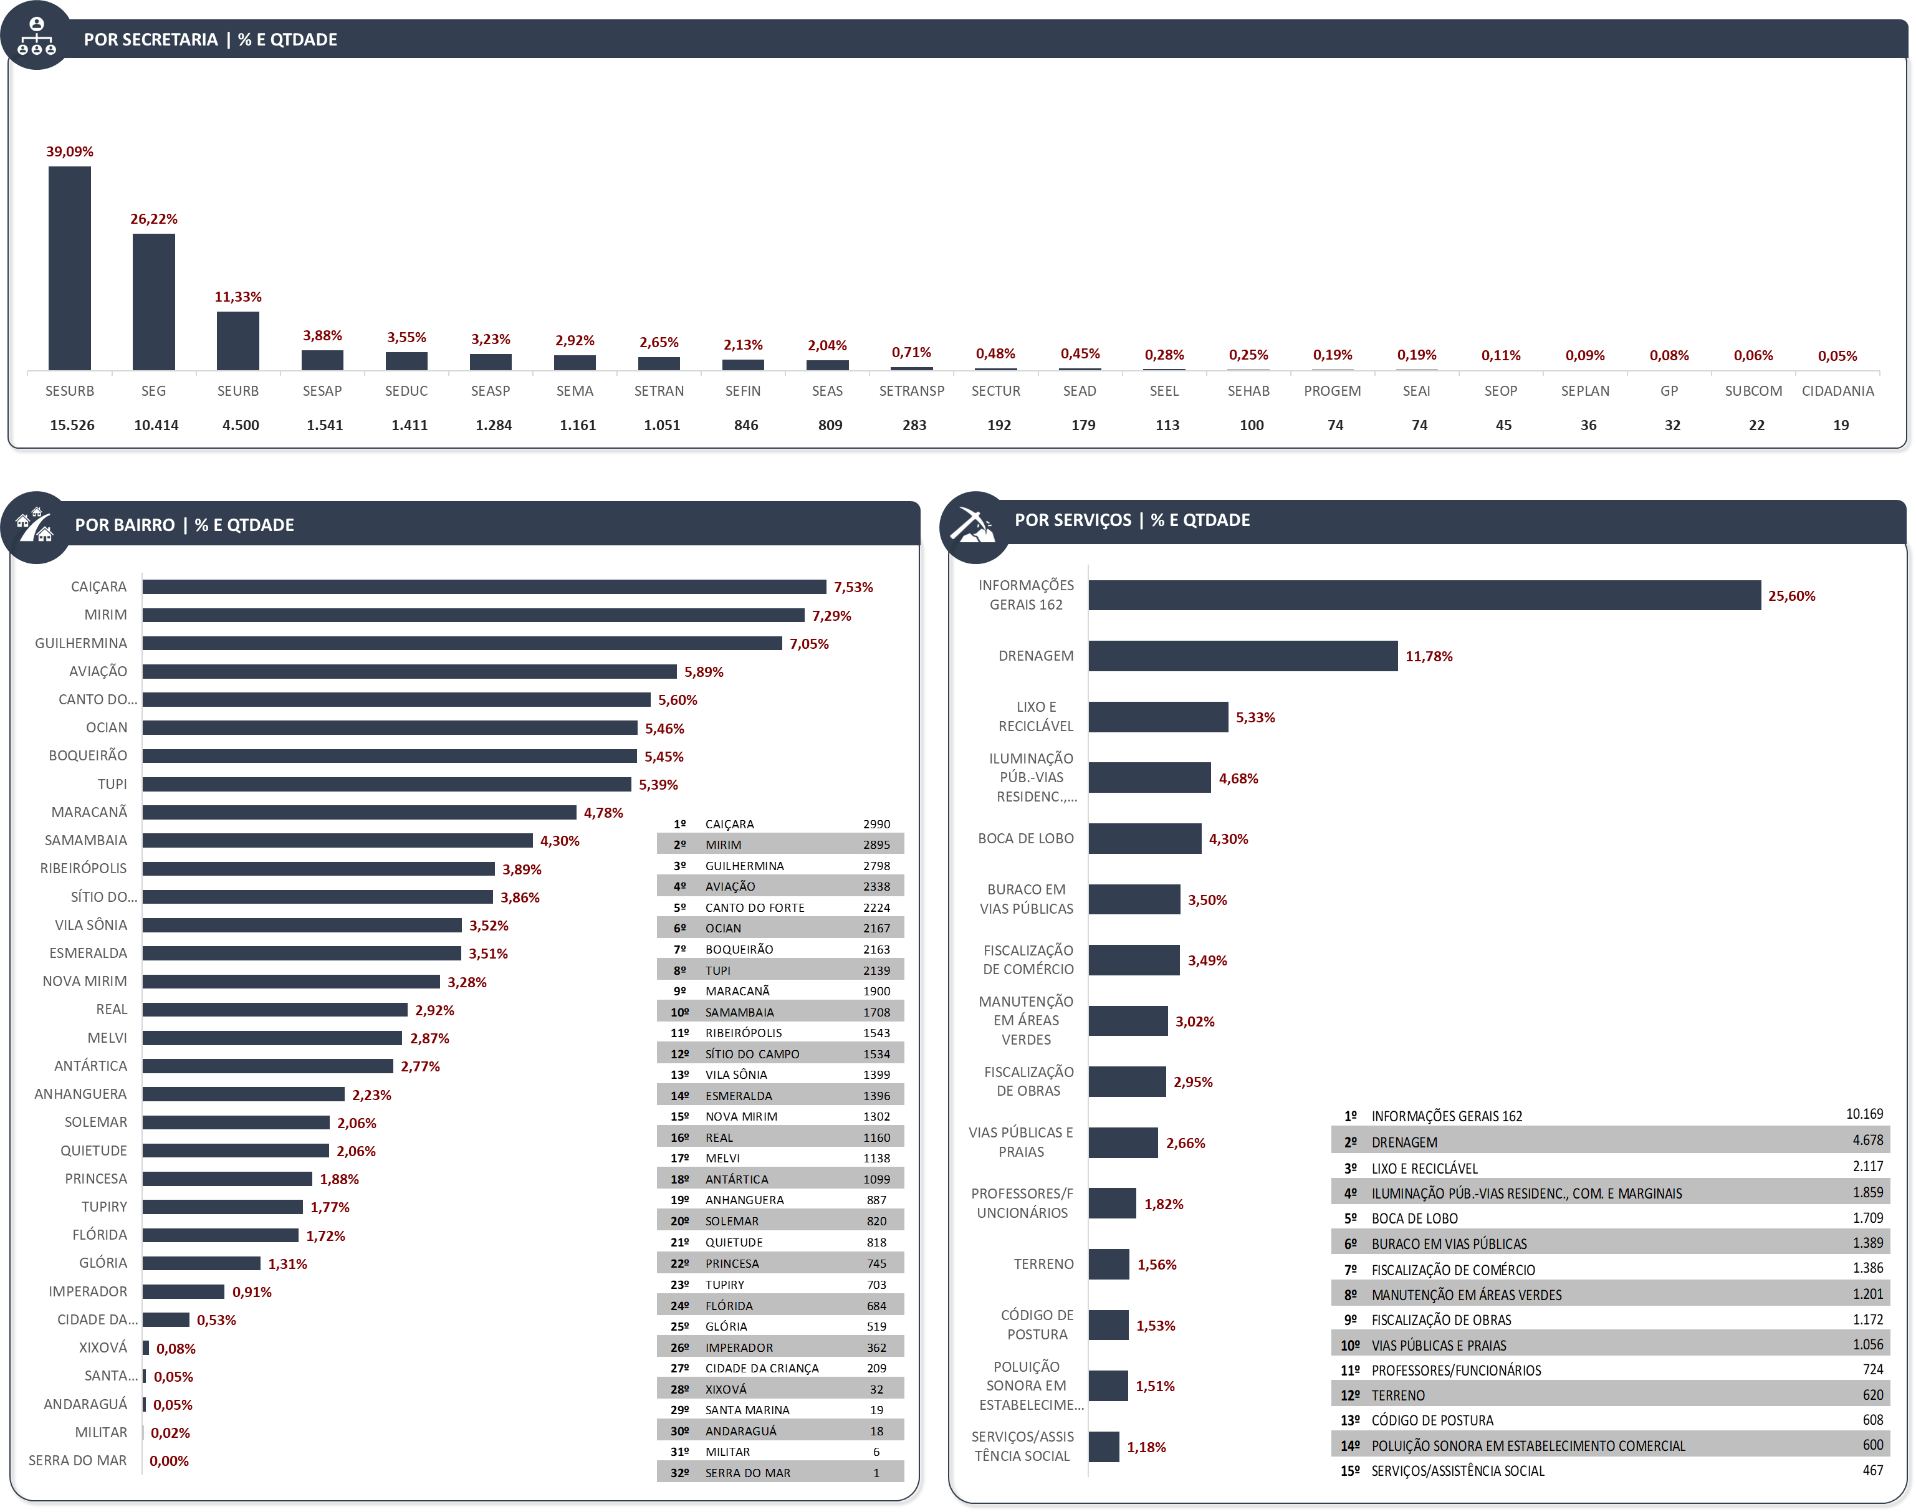 POR SECRETARIA | % E QTDADE
39,09%
26,22%
11,33%
3,88%
3,55%
3,23%
2,92%
2,65%
2,13%
2,04%
0,71%
0,48%
0,45%
0,28%
0,25%
0,19%
0,19%
0,11%
0,09%
0,08%
0,06%
0,05%
SESURB SEG SEURB SESAP SEDUC SEASP SEMA SETRAN SEFIN SEAS SETRANSP SECTUR SEAD SEEL SEHAB PROGEM SEAI SEOP SEPLAN GP SUBCOM CIDADANIA
15.526 10.414 4.500 1.541 1.411 1.284 1.161 1.051 846 809 283 192 179 113 100 74 74 45 36 32 22 19
POR BAIRRO | % E QTDADE
CAIÇARA 7,53%
MIRIM 7,29%
GUILHERMINA 7,05%
AVIAÇÃO 5,89%
CANTO DO... 5,60%
OCIAN 5,46%
BOQUEIRÃO 5,45%
TUPI 5,39%
MARACANÃ 4,78%
SAMAMBAIA 4,30%
RIBEIRÓPOLIS 3,89%
SÍTIO DO... 3,86%
VILA SÔNIA 3,52%
ESMERALDA 3,51%
NOVA MIRIM 3,28%
REAL 2,92%
MELVI 2,87%
ANTÁRTICA 2,77%
ANHANGUERA 2,23%
SOLEMAR 2,06%
QUIETUDE 2,06%
PRINCESA 1,88%
TUPIRY 1,77%
FLÓRIDA 1,72%
GLÓRIA 1,31%
IMPERADOR 0,91%
CIDADE DA... 0,53%
XIXOVÁ 0,08%
SANTA... 0,05%
ANDARAGUÁ 0,05%
MILITAR 0,02%
SERRA DO MAR 0,00%
1º CAIÇARA 2990
2º MIRIM 2895
3º GUILHERMINA 2798
4º AVIAÇÃO 2338
5º CANTO DO FORTE 2224
6º OCIAN 2167
7º BOQUEIRÃO 2163
8º TUPI 2139
9º MARACANÃ 1900
10º SAMAMBAIA 1708
11º RIBEIRÓPOLIS 1543
12º SÍTIO DO CAMPO 1534
13º VILA SÔNIA 1399
14º ESMERALDA 1396
15º NOVA MIRIM 1302
16º REAL 1160
17º MELVI 1138
18º ANTÁRTICA 1099
19º ANHANGUERA 887
20º SOLEMAR 820
21º QUIETUDE 818
22º PRINCESA 745
23º TUPIRY 703
24º FLÓRIDA 684
25º GLÓRIA 519
26º IMPERADOR 362
27º CIDADE DA CRIANÇA 209
28º XIXOVÁ 32
29º SANTA MARINA 19
30º ANDARAGUÁ 18
31º MILITAR 6
32º SERRA DO MAR 1
POR SERVIÇOS | % E QTDADE
INFORMAÇÕES
GERAIS 162
25,60%
DRENAGEM 11,78%
LIXO E
RECICLÁVEL
5,33%
ILUMINAÇÃO
PÚB.-VIAS
RESIDENC.,...
4,68%
BOCA DE LOBO 4,30%
BURACO EM
VIAS PÚBLICAS
3,50%
FISCALIZAÇÃO
DE COMÉRCIO
3,49%
MANUTENÇÃO
EM ÁREAS
VERDES
3,02%
FISCALIZAÇÃO
DE OBRAS
2,95%
VIAS PÚBLICAS E
PRAIAS
2,66%
PROFESSORES/F
UNCIONÁRIOS
1,82%
TERRENO 1,56%
CÓDIGO DE
POSTURA
1,53%
POLUIÇÃO
SONORA EM
ESTABELECIME...
1,51%
SERVIÇOS/ASSIS
TÊNCIA SOCIAL
1,18%
1º INFORMAÇÕES GERAIS 162 10.169
2º DRENAGEM 4.678
3º LIXO E RECICLÁVEL 2.117
4º ILUMINAÇÃO PÚB.-VIAS RESIDENC., COM. E MARGINAIS 1.859
5º BOCA DE LOBO 1.709
6º BURACO EM VIAS PÚBLICAS 1.389
7º FISCALIZAÇÃO DE COMÉRCIO 1.386
8º MANUTENÇÃO EM ÁREAS VERDES 1.201
9º FISCALIZAÇÃO DE OBRAS 1.172
10º VIAS PÚBLICAS E PRAIAS 1.056
11º PROFESSORES/FUNCIONÁRIOS 724
12º TERRENO 620
13º CÓDIGO DE POSTURA 608
14º POLUIÇÃO SONORA EM ESTABELECIMENTO COMERCIAL 600
15º SERVIÇOS/ASSISTÊNCIA SOCIAL 467